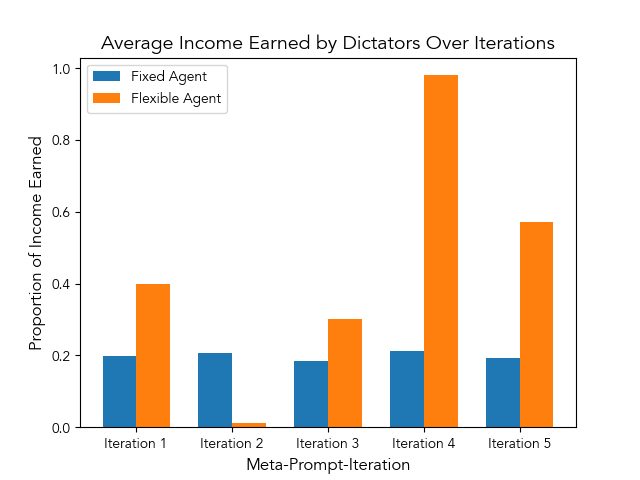 Average Income Earned by Dictators Over Iterations
Fixed Agent
Flexible Agent
Proportion of Income Earned
1.0
0.8
0.6
0.4
0.2
0.0
Iteration 1
Iteration 2
Iteration 3
Iteration 4
Iteration 5
Meta-Prompt-Iteration